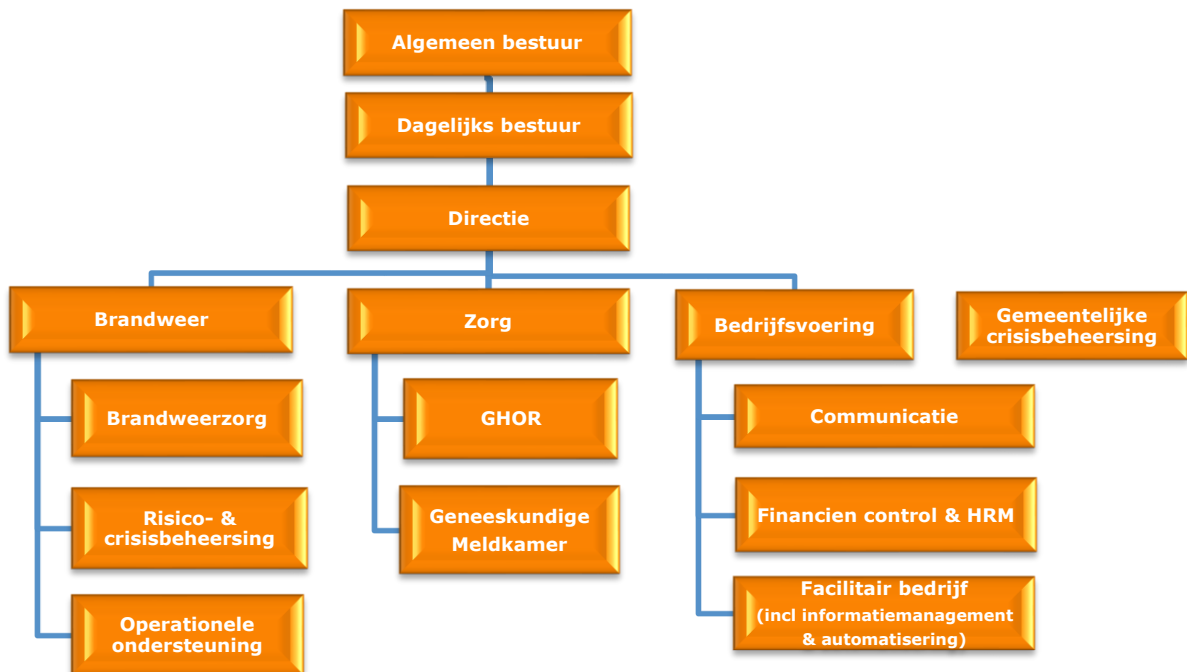 Algemeen bestuur
Dagelijks bestuur
Directie
Brandweer
Zorg
Bedrijfsvoering
Gemeentelijke
crisisbeheersing
Brandweerzorg
Risico- &
crisisbeheersing
Operationele
ondersteuning
GHOR
Geneeskundige
Meldkamer
Communicatie
Financien control & HRM
Facilitair bedrijf
(incl informatiemanagement
& automatisering)